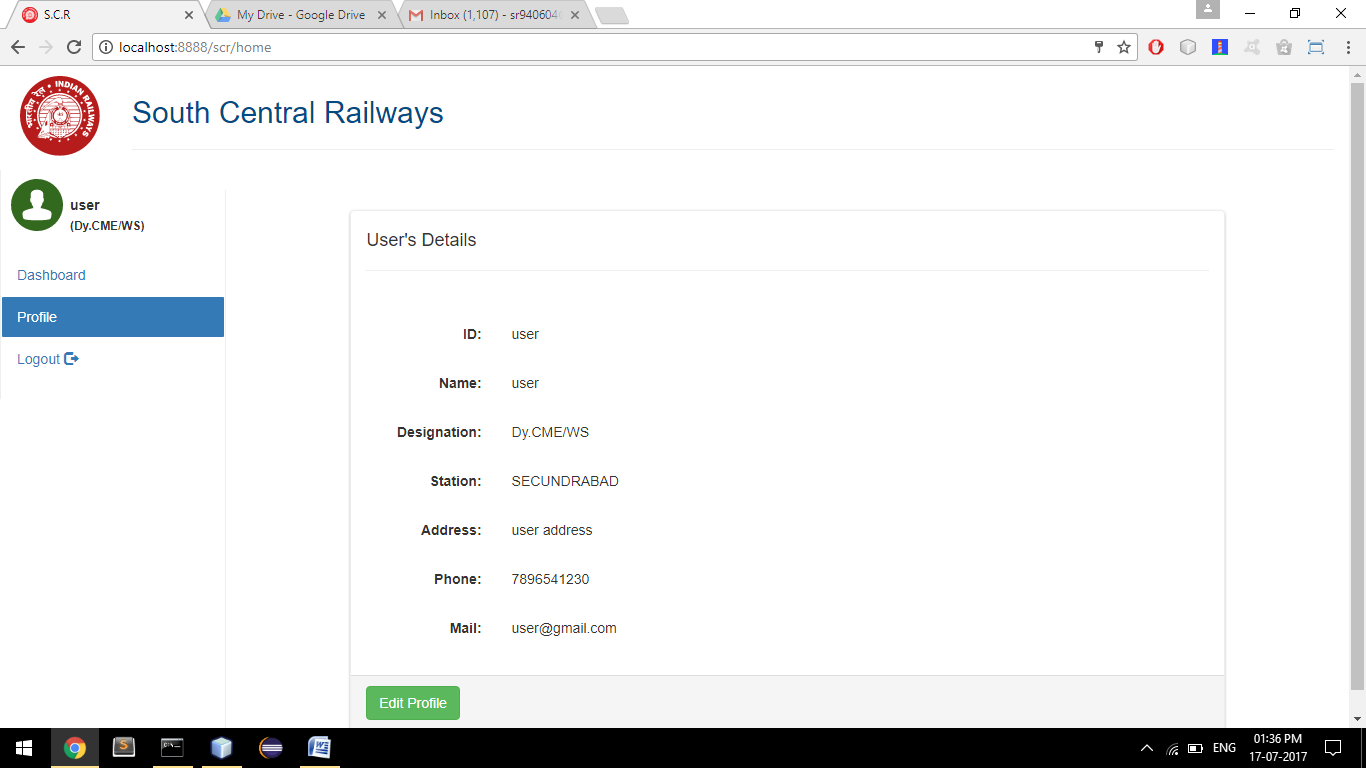 S.C.R
My Drive - Google Drive
Inbox (1,107) - sr940604
localhost:8888/scr/home
भारतीय रेल INDIAN RAILWAYS
South Central Railways
user
(Dy.CME/WS)
Dashboard
Profile
Logout
User's Details
ID: user
Name: user
Designation: Dy.CME/WS
Station: SECUNDRABAD
Address: user address
Phone: 7896541230
Mail: user@gmail.com
Edit Profile
ENG
01:36 PM
17-07-2017